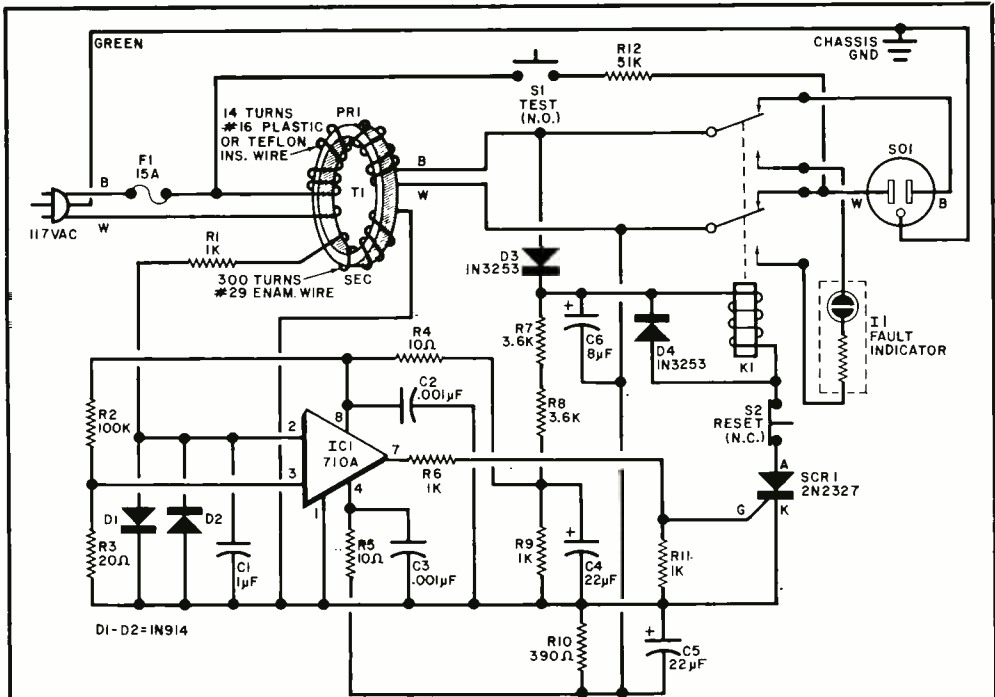 GREEN
CHASSIS
GND
R12
51K
S1
TEST
(N.O.)
14 TURNS
#16 PLASTIC
OR TEFLON
INS. WIRE
PRI
T1
F1
15A
B
W
117VAC
B
W
SO1
W
B
R1
1K
300 TURNS
#29 ENAM. WIRE
SEC
D3
1N3253
R4
10Ω
R7
3.6K
+
C6
8µF
D4
1N3253
K1
I1
FAULT
INDICATOR
C2
.001µF
R8
3.6K
S2
RESET
(N.C.)
R2
100K
8
2
IC1
710A
7
3
4
1
R6
1K
A
SCR1
2N2327
G
K
D1
D2
R3
20Ω
C1
1µF
R5
10Ω
C3
.001µF
R9
1K
C4
22µF
R11
1K
D1-D2=1N914
R10
390Ω
+
C5
22µF